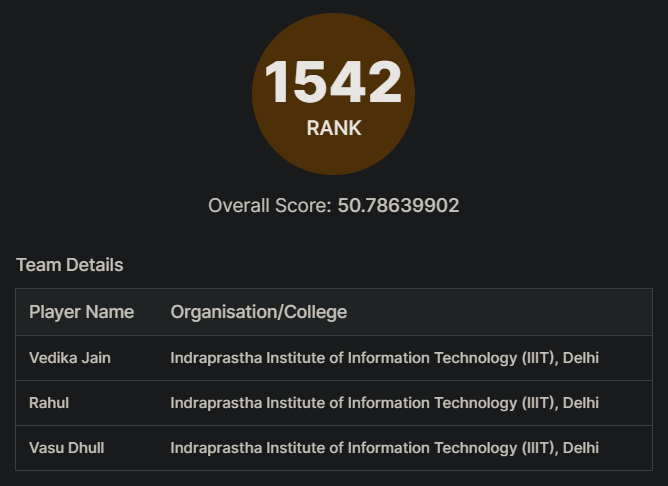 1542
RANK
Overall Score: 50.78639902
Team Details
Player Name Organisation/College
Vedika Jain Indraprastha Institute of Information Technology (IIIT), Delhi
Rahul Indraprastha Institute of Information Technology (IIIT), Delhi
Vasu Dhull Indraprastha Institute of Information Technology (IIIT), Delhi